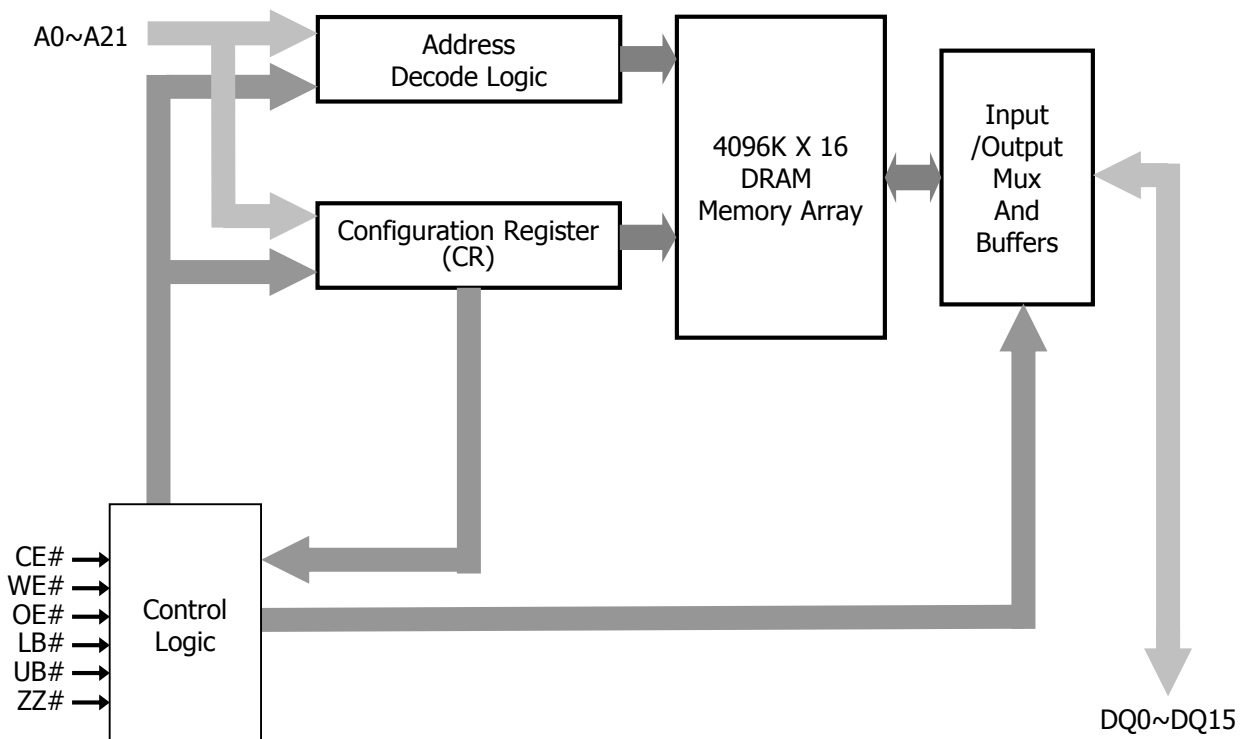 A0~A21
Address
Decode Logic
Configuration Register
(CR)
4096K X 16
DRAM
Memory Array
Input
/Output
Mux
And
Buffers
CE#
WE#
OE#
LB#
UB#
ZZ#
Control
Logic
DQ0~DQ15